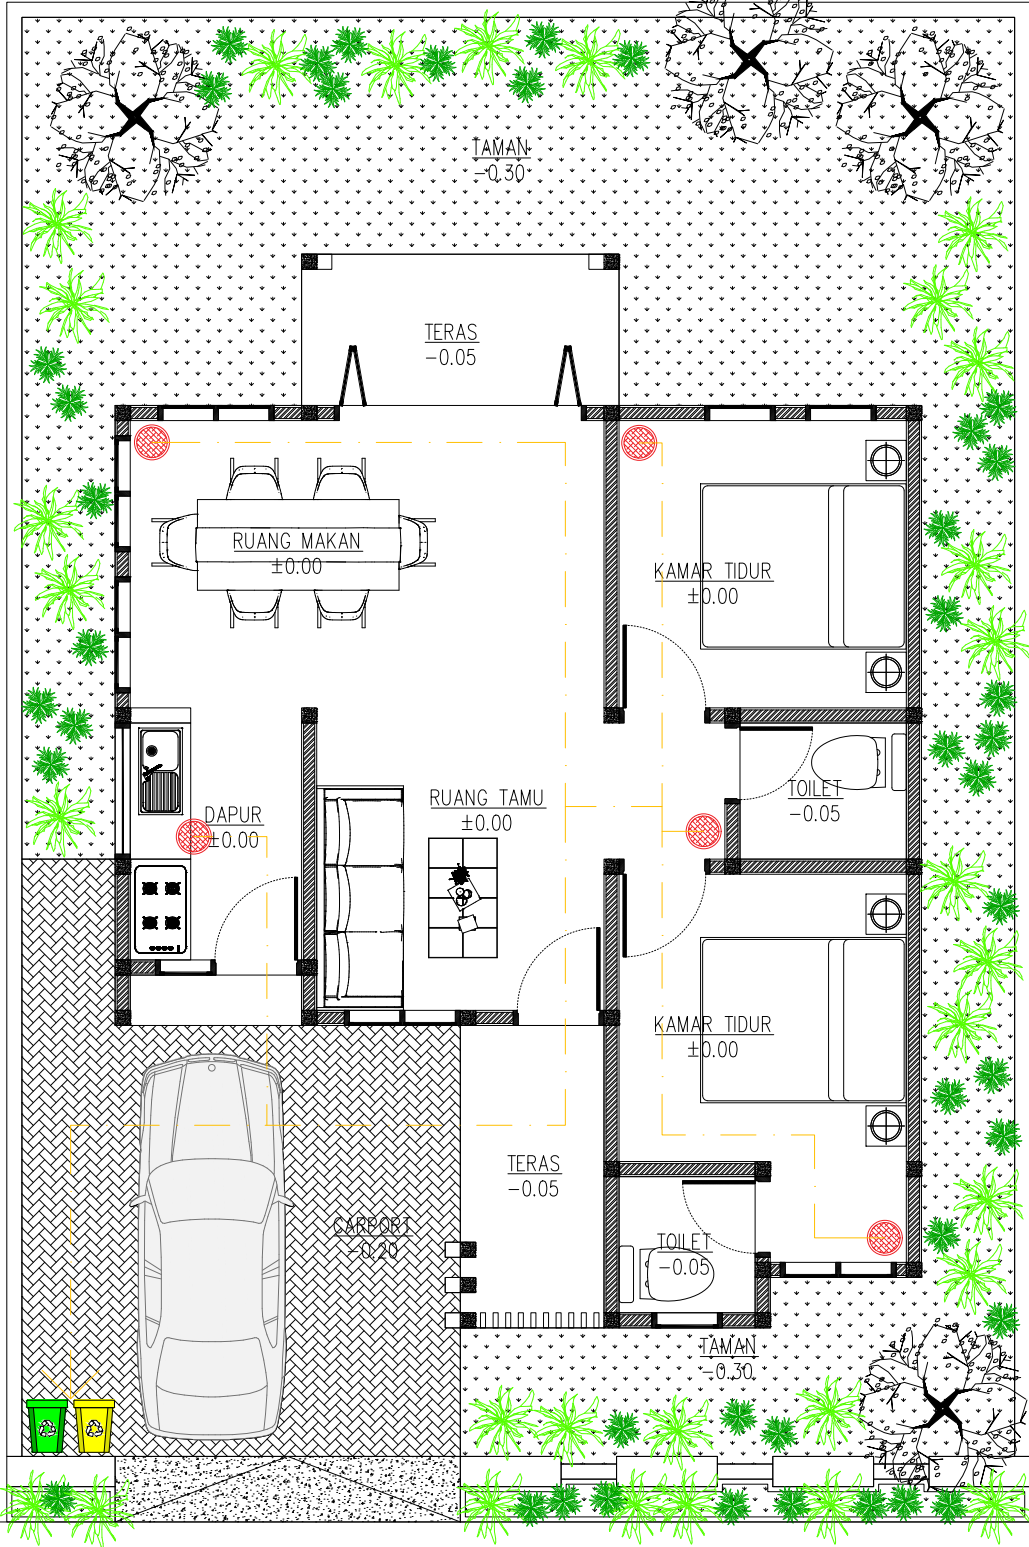 TAMAN
-0.30
TERAS
-0.05
RUANG MAKAN
±0.00
KAMAR TIDUR
±0.00
TOILET
-0.05
RUANG TAMU
±0.00
DAPUR
±0.00
KAMAR TIDUR
±0.00
TERAS
-0.05
CARPORT
-0.20
TOILET
-0.05
TAMAN
-0.30